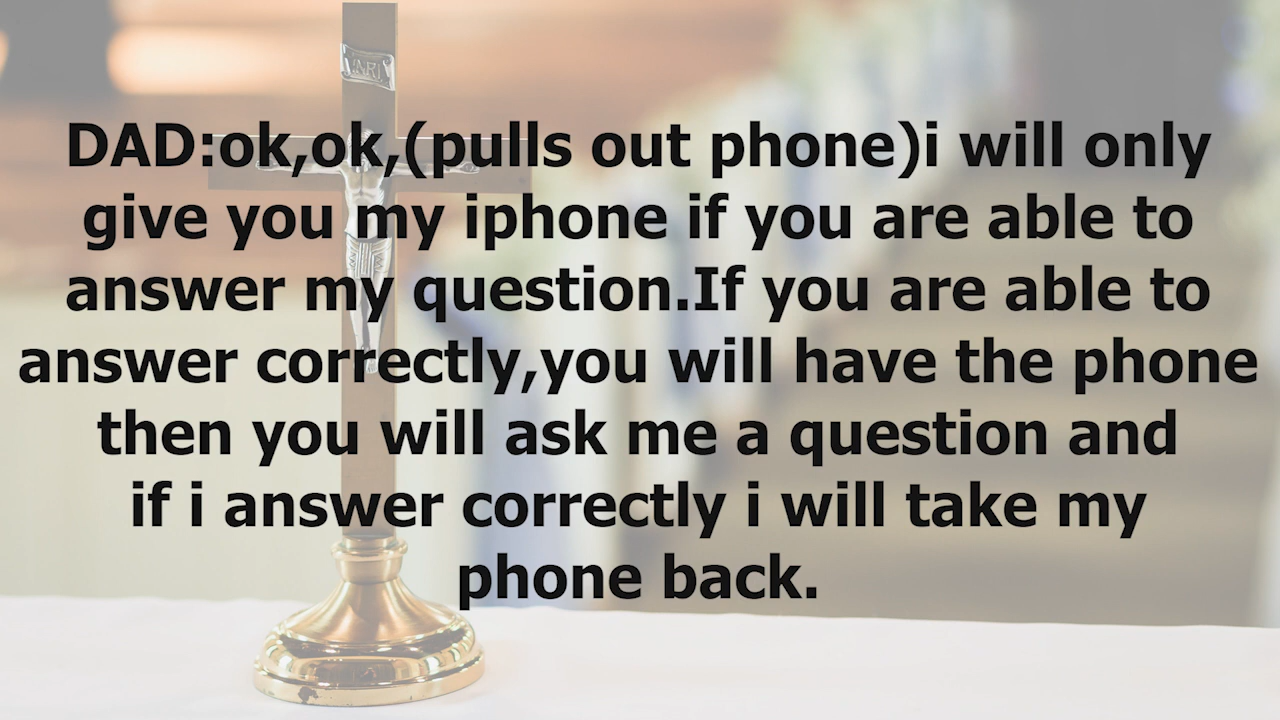 INRI
DAD:ok,ok,(pulls out phone)i will only
give you my iphone if you are able to
answer my question.If you are able to
answer correctly,you will have the phone
then you will ask me a question and
if i answer correctly i will take my
phone back.